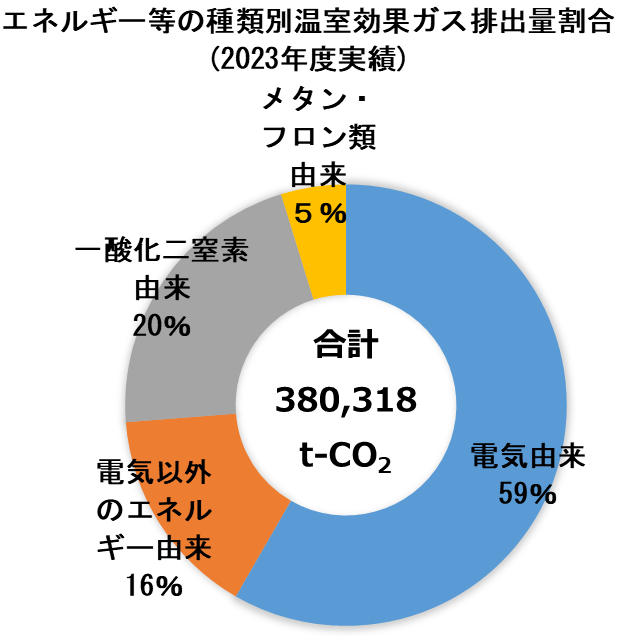 エネルギー等の種類別温室効果ガス排出量割合
(2023年度実績)
メタン・
フロン類
由来
５%
一酸化二窒素
由来
20%
合計
380,318
t-CO₂
電気由来
59%
電気以外
のエネル
ギー由来
16%